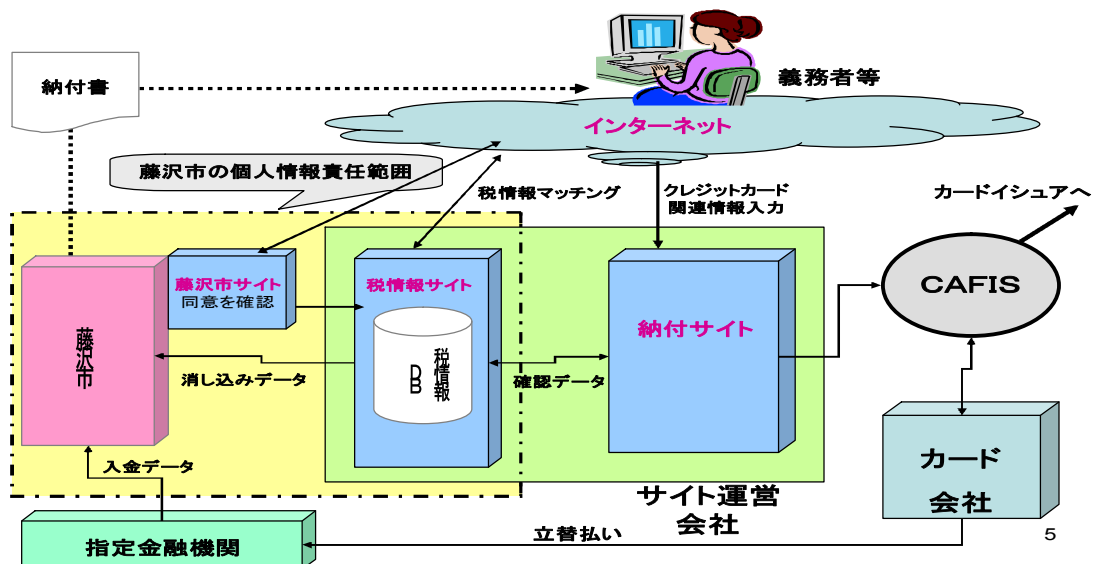 納付書
義務者等
インターネット
藤沢市の個人情報責任範囲
税情報マッチング
クレジットカード
関連情報入力
カードイシュアへ
藤沢市サイト
同意を確認
税情報サイト
納付サイト
CAFIS
藤沢市
税情報
DB
消し込みデータ
確認データ
入金データ
カード
会社
サイト運営
会社
立替払い
指定金融機関
5